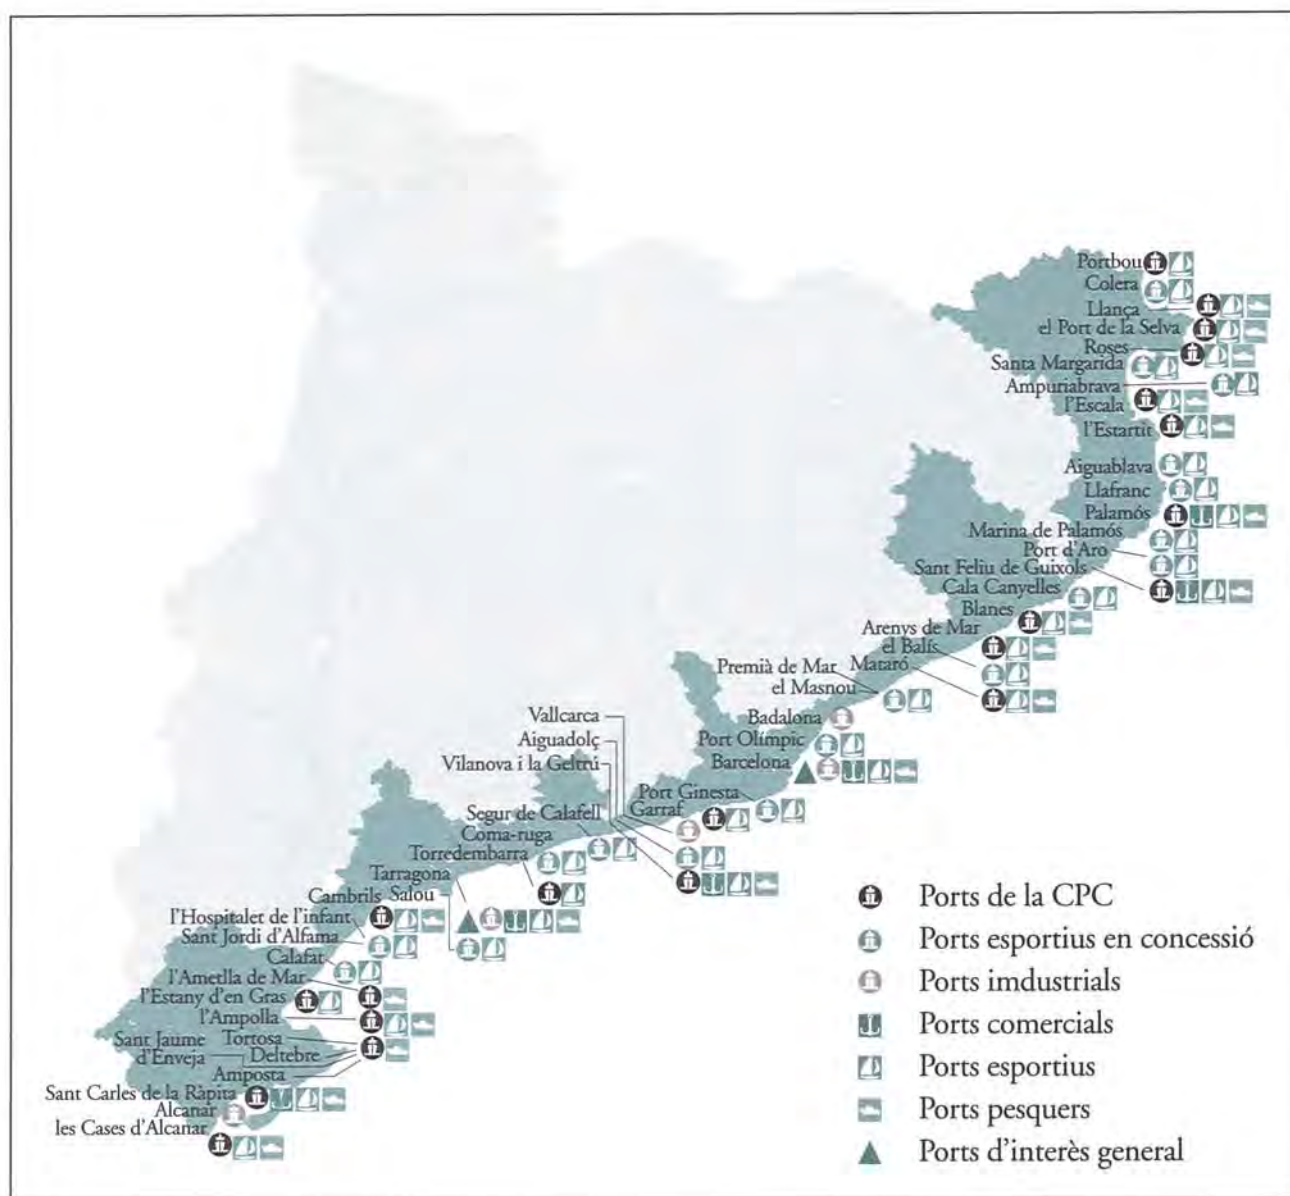 Portbou
Colera
Llança
el Port de la Selva
Roses
Santa Margarida
Ampuriabrava
l'Escala
l'Estartit
Aiguablava
Llafranc
Palamós
Marina de Palamós
Port d'Aro
Sant Feliu de Guíxols
Cala Canyelles
Blanes
Arenys de Mar
el Balís
Mataró
Premià de Mar
el Masnou
Badalona
Port Olímpic
Barcelona
Port Ginesta
Garraf
Vallcarca
Aiguadolç
Vilanova i la Geltrú
Segur de Calafell
Coma-ruga
Torredembarra
Tarragona
Salou
Cambrils
l'Hospitalet de l'infant
Sant Jordi d'Alfama
Calafat
l'Ametlla de Mar
l'Estany d'en Gras
l'Ampolla
Tortosa
Sant Jaume
d'Enveja
Deltebre
Amposta
Sant Carles de la Ràpita
Alcanar
les Cases d'Alcanar
Ports de la CPC
Ports esportius en concessió
Ports imdustrials
Ports comercials
Ports esportius
Ports pesquers
Ports d'interès general